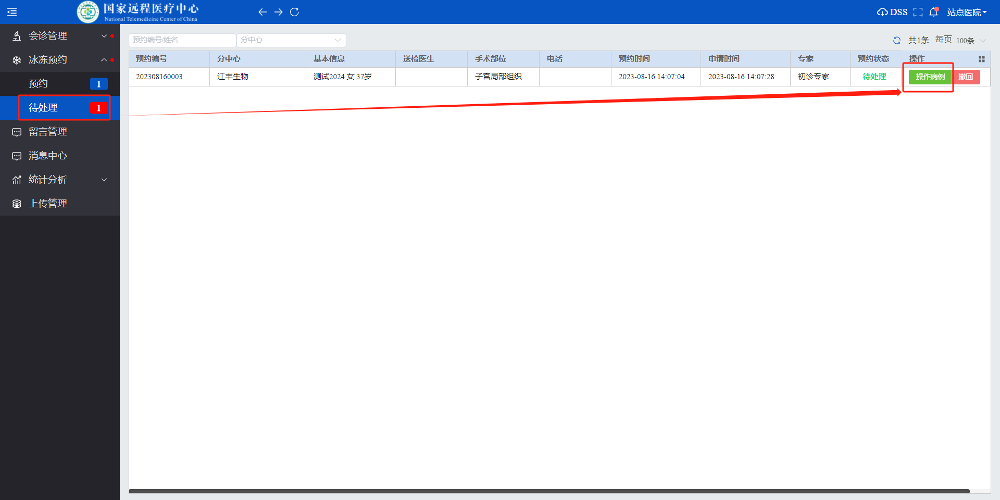 国家远程医疗中心
National Telemedicine Center of China
DSS 站点医院
会诊管理
冰冻预约
预约 1
待处理 1
留言管理
消息中心
统计分析
上传管理
预约编号/姓名 分中心 共1条 每页 100条
预约编号 分中心 基本信息 送检医生 手术部位 电话 预约时间 申请时间 专家 预约状态 操作
202308160003 江丰生物 测试2024 女 37岁 子宫局部组织 2023-08-16 14:07:04 2023-08-16 14:07:28 初诊专家 待处理 操作病例 撤回